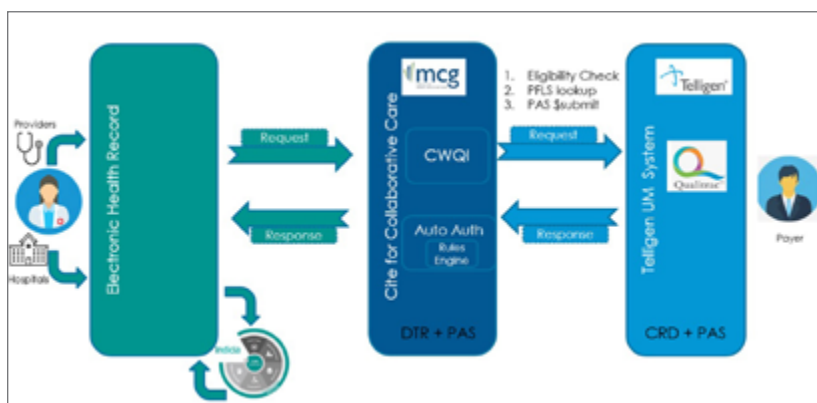 Providers
Hospitals
Electronic Health Record
Request
Response
mcg
Cite for Collaborative Care
CWQI
Auto Auth
Rules
Engine
DTR + PAS
1. Eligibility Check
2. PFLS lookup
3. PAS $submit
Request
Response
Telligen
Telligen UM System
Qualitrac
CRD + PAS
Payer